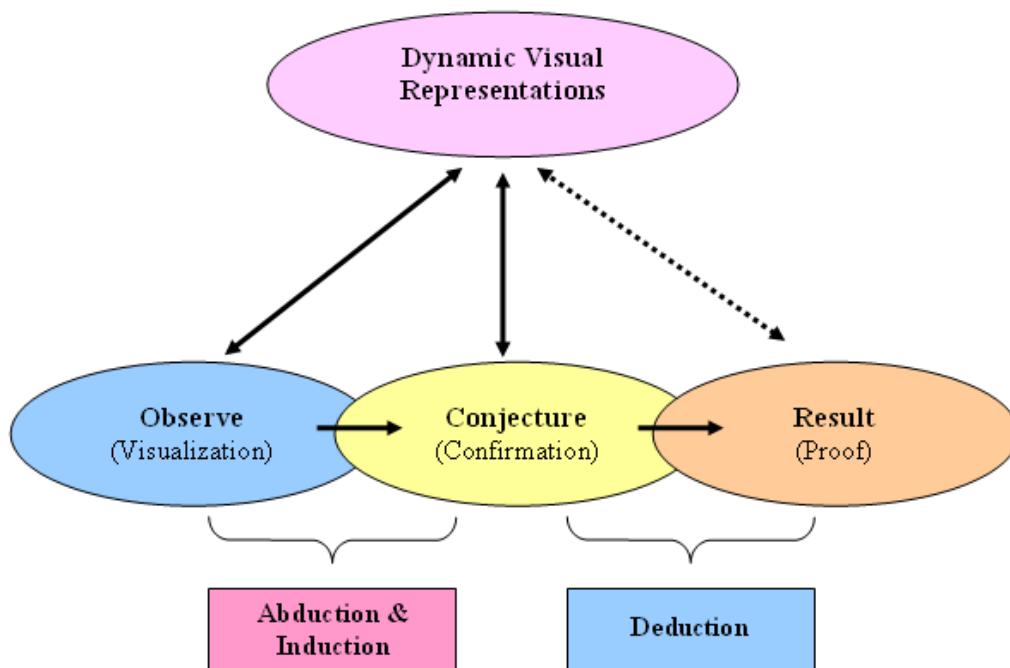 Dynamic Visual
Representations
Observe
(Visualization)
Conjecture
(Confirmation)
Result
(Proof)
Abduction &
Induction
Deduction